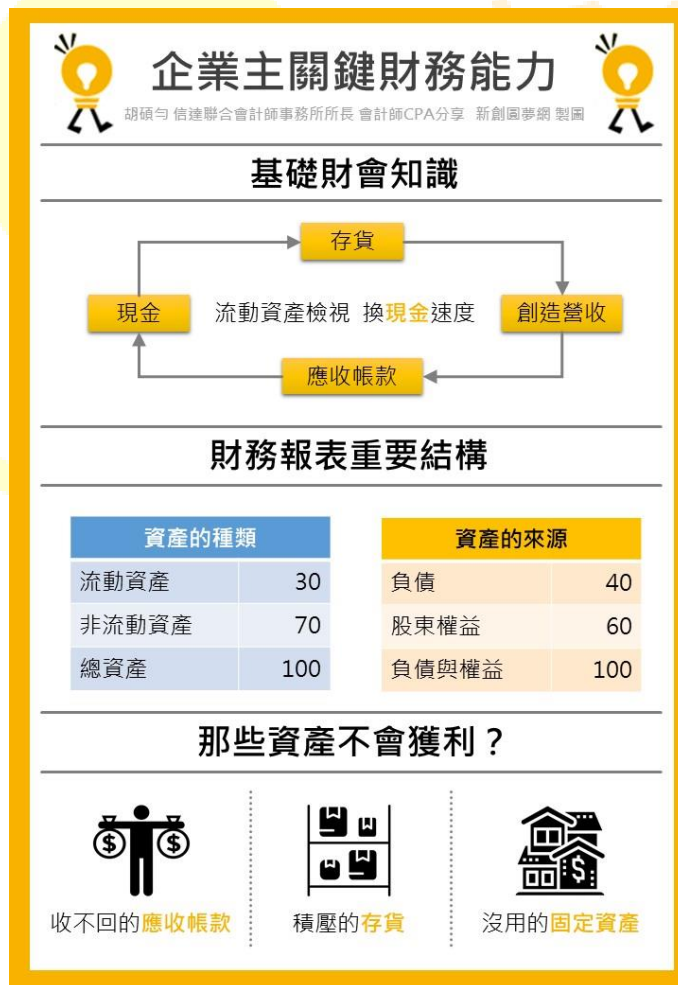 企業主關鍵財務能力
胡碩勻 信達聯合會計師事務所所長 會計師CPA分享 新創圓夢網 製圖
基礎財會知識
存貨
現金 流動資產檢視 換現金速度 創造營收
應收帳款
財務報表重要結構
資產的種類
流動資產 30
非流動資產 70
總資產 100
資產的來源
負債 40
股東權益 60
負債與權益 100
那些資產不會獲利？
收不回的應收帳款
積壓的存貨
沒用的固定資產